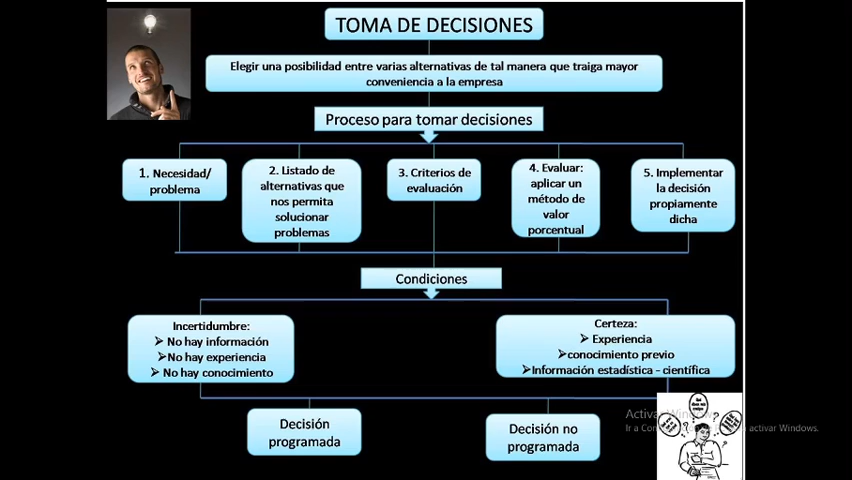 TOMA DE DECISIONES
Elegir una posibilidad entre varias alternativas de tal manera que traiga mayor
conveniencia a la empresa
Proceso para tomar decisiones
1. Necesidad/
problema
2. Listado de
alternativas que
nos permita
solucionar
problemas
3. Criterios de
evaluación
4. Evaluar:
aplicar un
método de
valor
porcentual
5. Implementar
la decisión
propiamente
dicha
Condiciones
Incertidumbre:
➢ No hay información
➢No hay experiencia
➢ No hay conocimiento
Certeza:
➢ Experiencia
➢conocimiento previo
➢Información estadística - científica
Decisión
programada
Decisión no
programada
Activar
Ir a activar Windows.